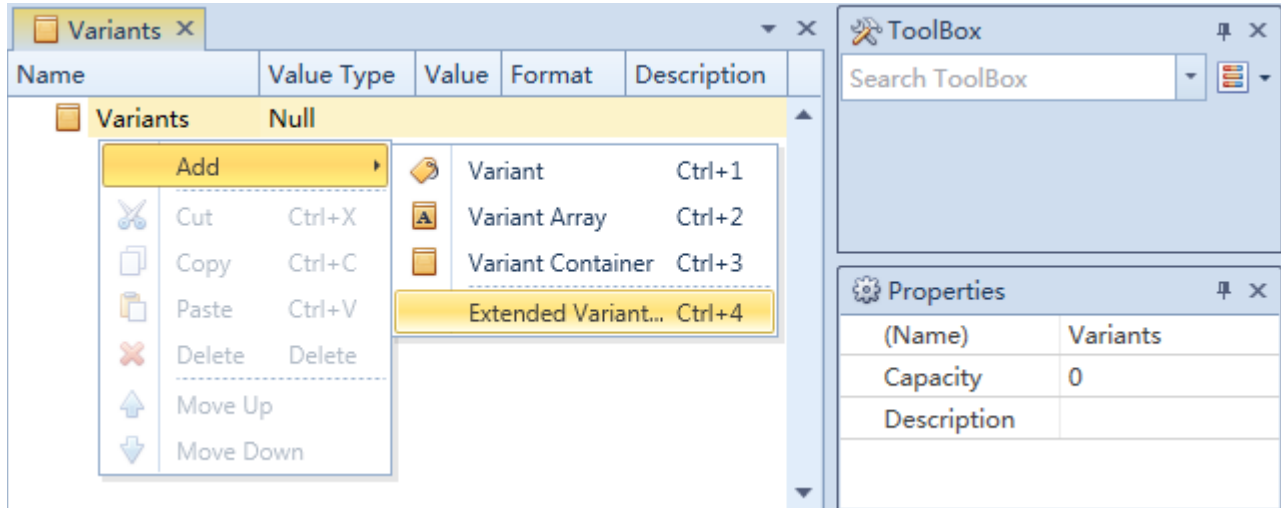 Variants
Name Value Type Value Format Description
Variants Null
Add
Cut Ctrl+X
Copy Ctrl+C
Paste Ctrl+V
Delete Delete
Move Up
Move Down
Variant Ctrl+1
A Variant Array Ctrl+2
Variant Container Ctrl+3
Extended Variant... Ctrl+4
ToolBox
Search ToolBox
Properties
(Name) Variants
Capacity 0
Description